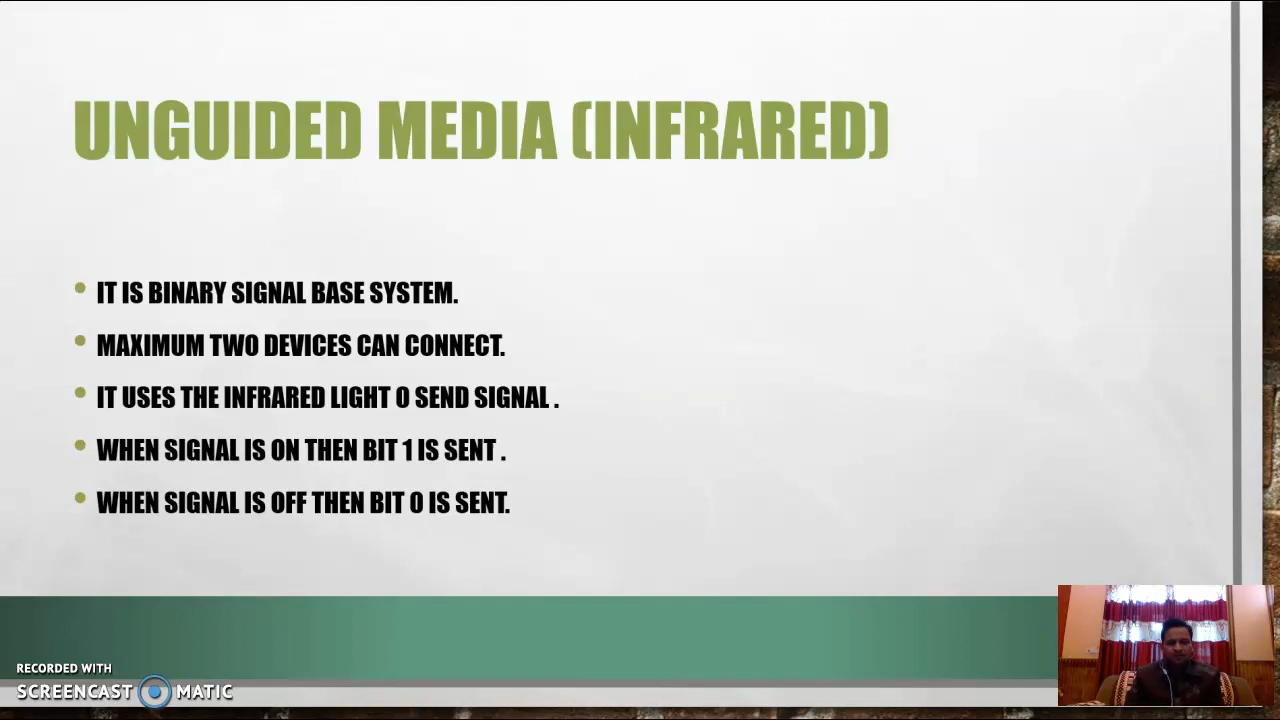 UNGUIDED MEDIA (INFRARED)
IT IS BINARY SIGNAL BASE SYSTEM.
MAXIMUM TWO DEVICES CAN CONNECT.
IT USES THE INFRARED LIGHT 0 SEND SIGNAL .
WHEN SIGNAL IS ON THEN BIT 1 IS SENT .
WHEN SIGNAL IS OFF THEN BIT 0 IS SENT.
RECORDED WITH
SCREENCAST MATIC